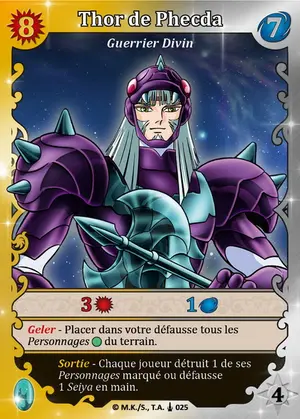 8
Thor de Phecda
7
Guerrier Divin
3
1
Geler - Placer dans votre défausse tous les
Personnages du terrain.
Sortie - Chaque joueur détruit 1 de ses
Personnages marqué ou défausse
1 Seiya en main.
4
© M.K./S., T.A. 025